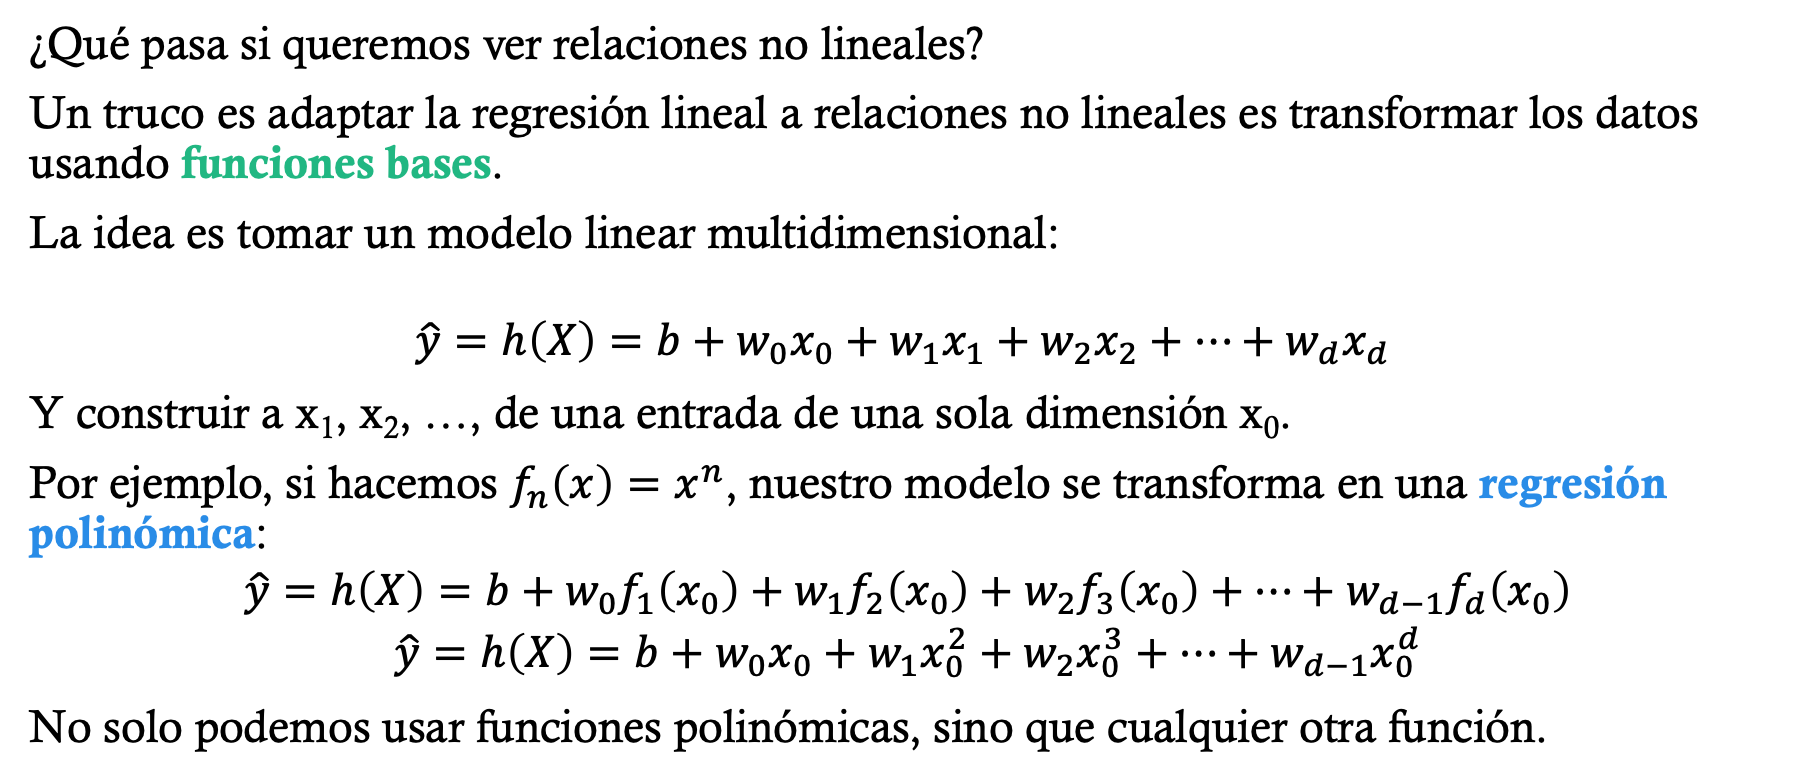 ¿Qué pasa si queremos ver relaciones no lineales?
Un truco es adaptar la regresión lineal a relaciones no lineales es transformar los datos
usando funciones bases.
La idea es tomar un modelo linear multidimensional:
ŷ = h(X) = b + w₀x₀ + w₁x₁ + w₂x₂ + ⋯ + w_d x_d
Y construir a x₁, x₂, …, de una entrada de una sola dimensión x₀.
Por ejemplo, si hacemos fₙ(x) = xⁿ, nuestro modelo se transforma en una regresión
polinómica:
ŷ = h(X) = b + w₀f₁(x₀) + w₁f₂(x₀) + w₂f₃(x₀) + ⋯ + w_{d−1}f_d(x₀)
ŷ = h(X) = b + w₀x₀ + w₁x₀² + w₂x₀³ + ⋯ + w_{d−1}x₀^d
No solo podemos usar funciones polinómicas, sino que cualquier otra función.